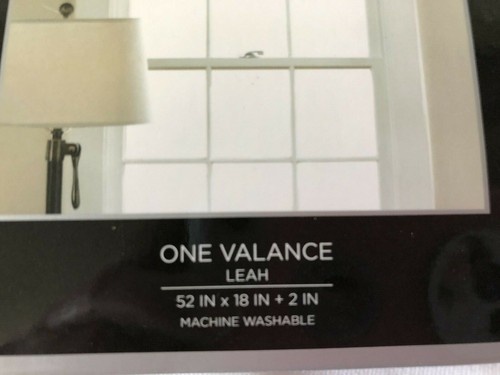 ONE VALANCE
LEAH
52 IN x 18 IN + 2 IN
MACHINE WASHABLE